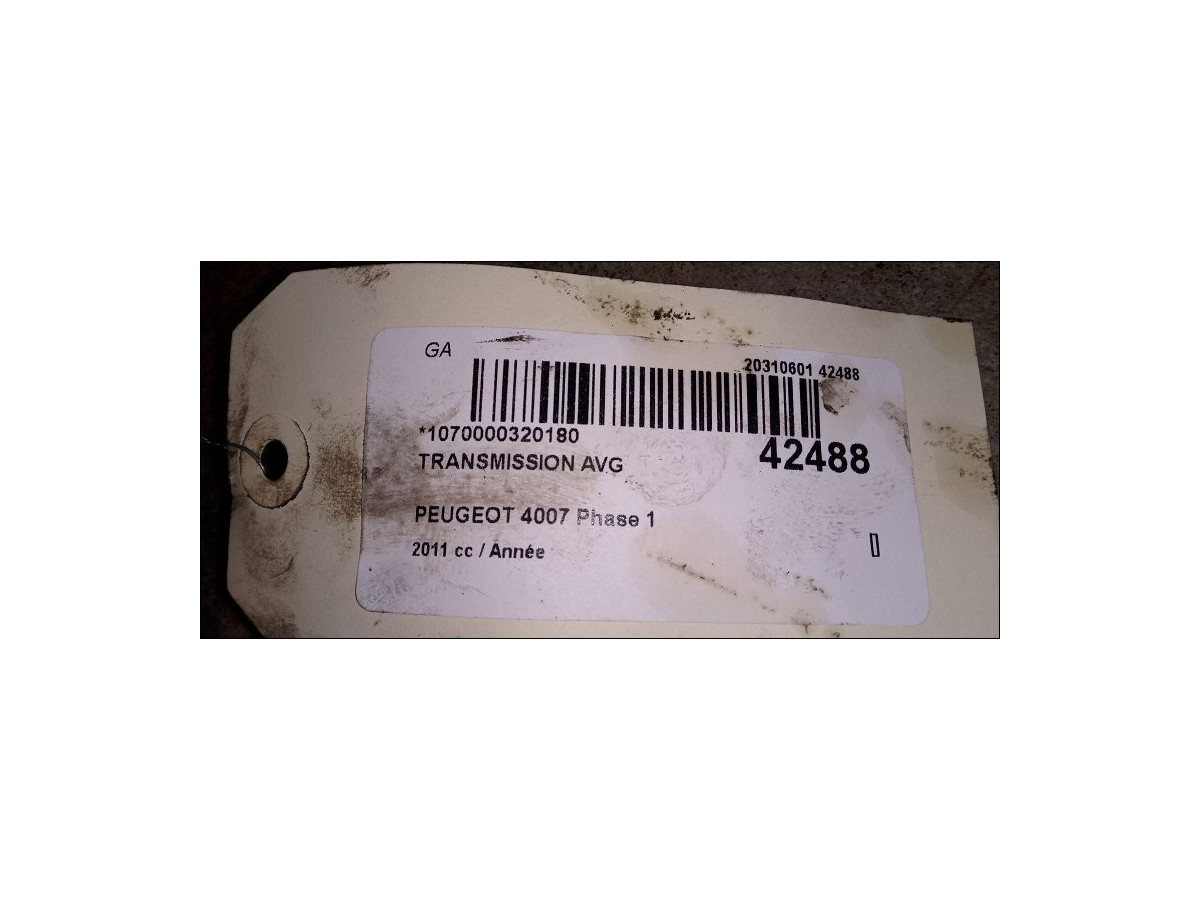 GA
20310601 42488
*1070000320180
42488
TRANSMISSION AVG
PEUGEOT 4007 Phase 1
2011 cc / Année